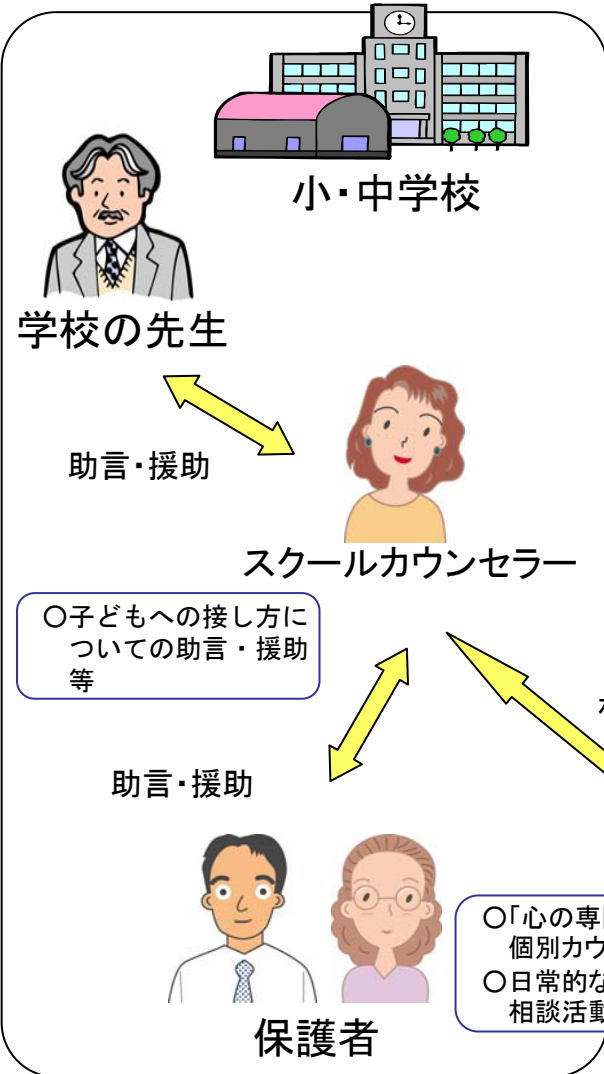 小・中学校
学校の先生
助言・援助
スクールカウンセラー
○子どもへの接し方に
ついての助言・援助
等
助言・援助
○「心の専
個別カウ
○日常的な
相談活動
保護者